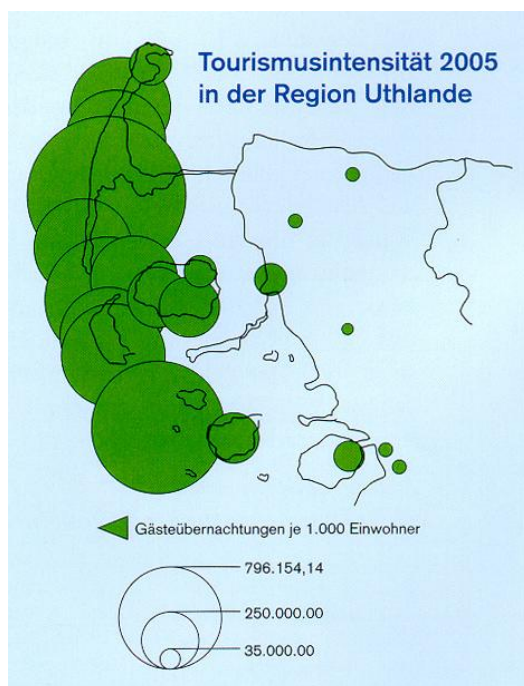 Tourismusintensität 2005
in der Region Uthlande
Gästeübernachtungen je 1.000 Einwohner
796.154,14
250.000.00
35.000.00